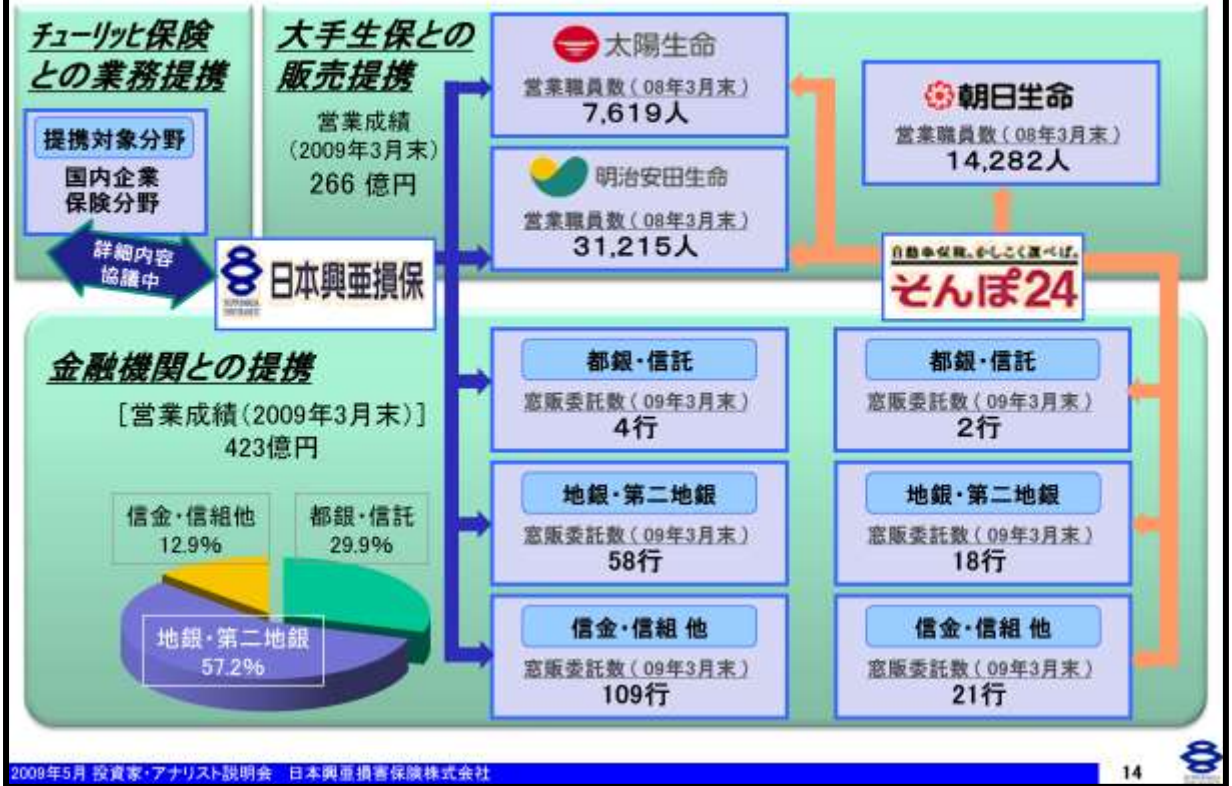 チューリッヒ保険
との業務提携
提携対象分野
国内企業
保険分野
詳細内容
協議中
日本興亜損保
大手生保との
販売提携
営業成績
(2009年3月末)
266 億円
太陽生命
営業職員数(08年3月末)
7,619人
明治安田生命
営業職員数(08年3月末)
31,215人
朝日生命
営業職員数(08年3月末)
14,282人
自動車保険、かしこく選べば。
そんぽ24
金融機関との提携
[営業成績(2009年3月末)]
423億円
信金・信組他
12.9%
都銀・信託
29.9%
地銀・第二地銀
57.2%
都銀・信託
窓販委託数(09年3月末)
4行
地銀・第二地銀
窓販委託数(09年3月末)
58行
信金・信組 他
窓販委託数(09年3月末)
109行
都銀・信託
窓販委託数(09年3月末)
2行
地銀・第二地銀
窓販委託数(09年3月末)
18行
信金・信組 他
窓販委託数(09年3月末)
21行
2009年5月 投資家・アナリスト説明会 日本興亜損害保険株式会社
14